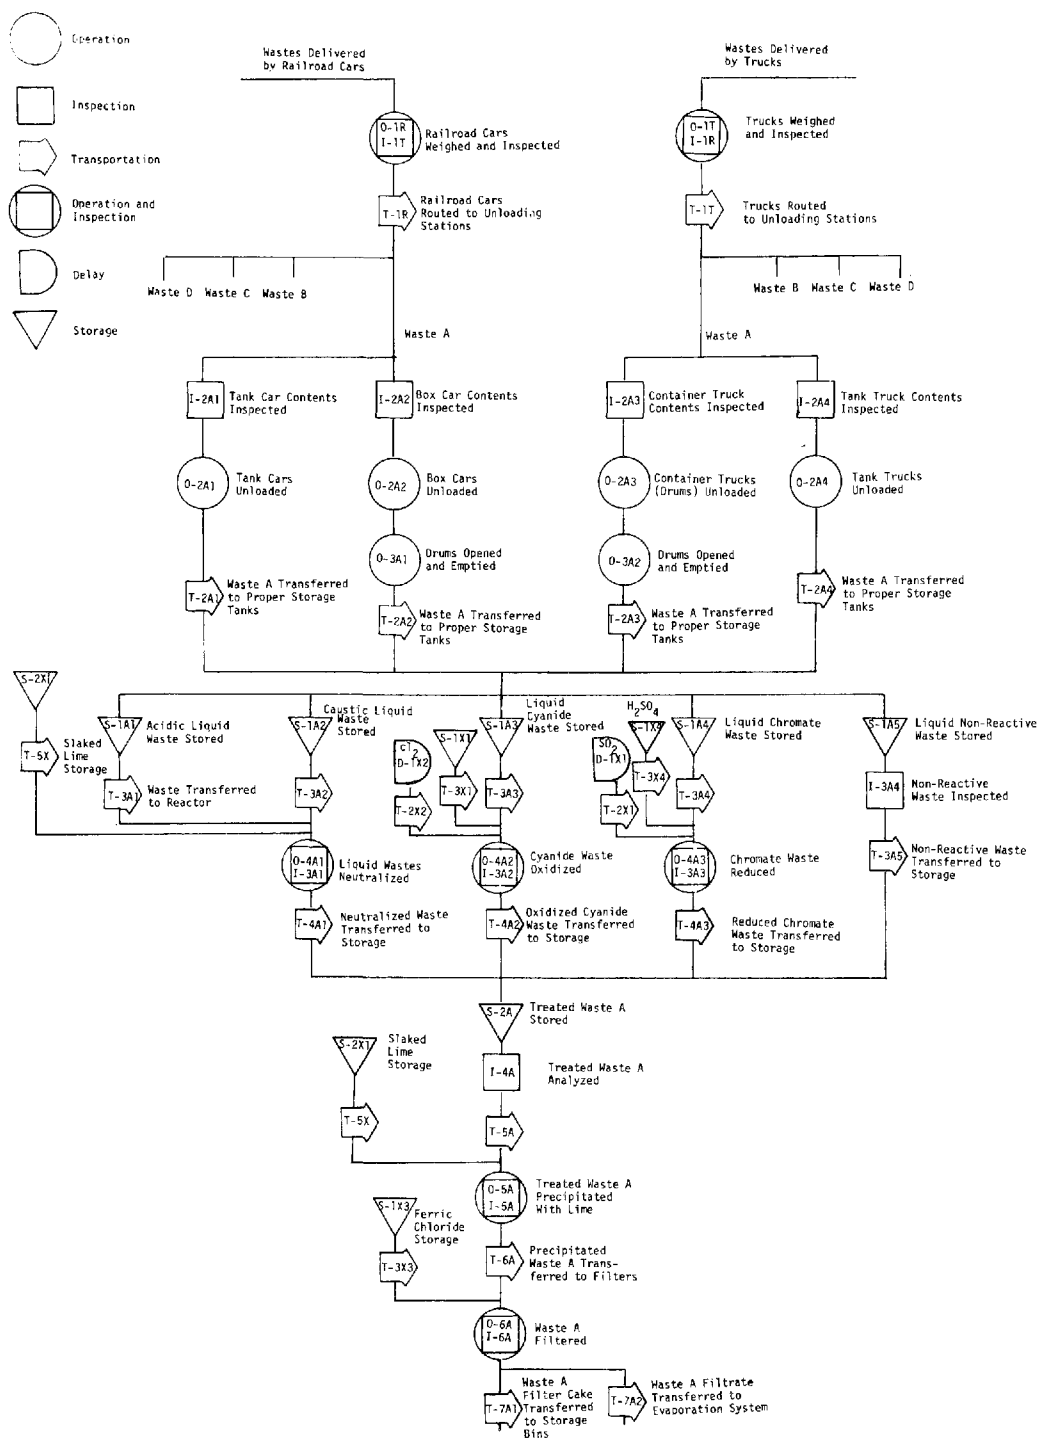 Operation
Inspection
Transportation
Operation and
Inspection
Delay
Storage
Wastes Delivered
by Railroad Cars
Wastes Delivered
by Trucks
O-1R
I-1T
Railroad Cars
Weighed and Inspected
O-1T
I-1R
Trucks Weighed
and Inspected
T-1R
Railroad Cars
Routed to Unloading
Stations
T-1T
Trucks Routed
to Unloading Stations
Waste D Waste C Waste B
Waste B Waste C Waste D
Waste A
Waste A
I-2A1
Tank Car Contents
Inspected
I-2A2
Box Car Contents
Inspected
I-2A3
Container Truck
Contents Inspected
I-2A4
Tank Truck Contents
Inspected
O-2A1
Tank Cars
Unloaded
O-2A2
Box Cars
Unloaded
O-2A3
Container Trucks
(Drums) Unloaded
O-2A4
Tank Trucks
Unloaded
O-3A1
Drums Opened
and Emptied
O-3A2
Drums Opened
and Emptied
T-2A1
Waste A Transferred
to Proper Storage
Tanks
T-2A2
Waste A Transferred
to Proper Storage
Tanks
T-2A3
Waste A Transferred
to Proper Storage
Tanks
T-2A4
Waste A Transferred
to Proper Storage
Tanks
S-2X1
T-5X
Slaked
Lime
Storage
S-1A1
Acidic Liquid
Waste Stored
T-3A1
Waste Transferred
to Reactor
Caustic Liquid
Waste
Stored
S-1A2
T-3A2
Cl2
D-1X2
T-2X2
S-1X1
T-3X1
Liquid
Cyanide
Waste Stored
S-1A3
T-3A3
SO2
D-1X1
T-2X1
H2SO4
S-1X4
T-3X4
S-1A4
Liquid Chromate
Waste Stored
T-3A4
S-1A5
Liquid Non-Reactive
Waste Stored
I-3A4
Non-Reactive
Waste Inspected
T-3A5
Non-Reactive Waste
Transferred to
Storage
O-4A1
I-3A1
Liquid Wastes
Neutralized
O-4A2
I-3A2
Cyanide Waste
Oxidized
O-4A3
I-3A3
Chromate Waste
Reduced
T-4A1
Neutralized Waste
Transferred to
Storage
T-4A2
Oxidized Cyanide
Waste Transferred
to Storage
T-4A3
Reduced Chromate
Waste Transferred
to Storage
S-2A
Treated Waste A
Stored
S-2X1
Slaked
Lime
Storage
I-4A
Treated Waste A
Analyzed
T-5X
T-5A
O-5A
I-5A
Treated Waste A
Precipitated
With Lime
S-1X3
Ferric
Chloride
Storage
T-3X3
T-6A
Precipitated
Waste A Trans-
ferred to Filters
O-6A
I-6A
Waste A
Filtered
T-7A1
Waste A
Filter Cake
Transferred
to Storage
Bins
T-7A2
Waste A Filtrate
Transferred to
Evaporation System